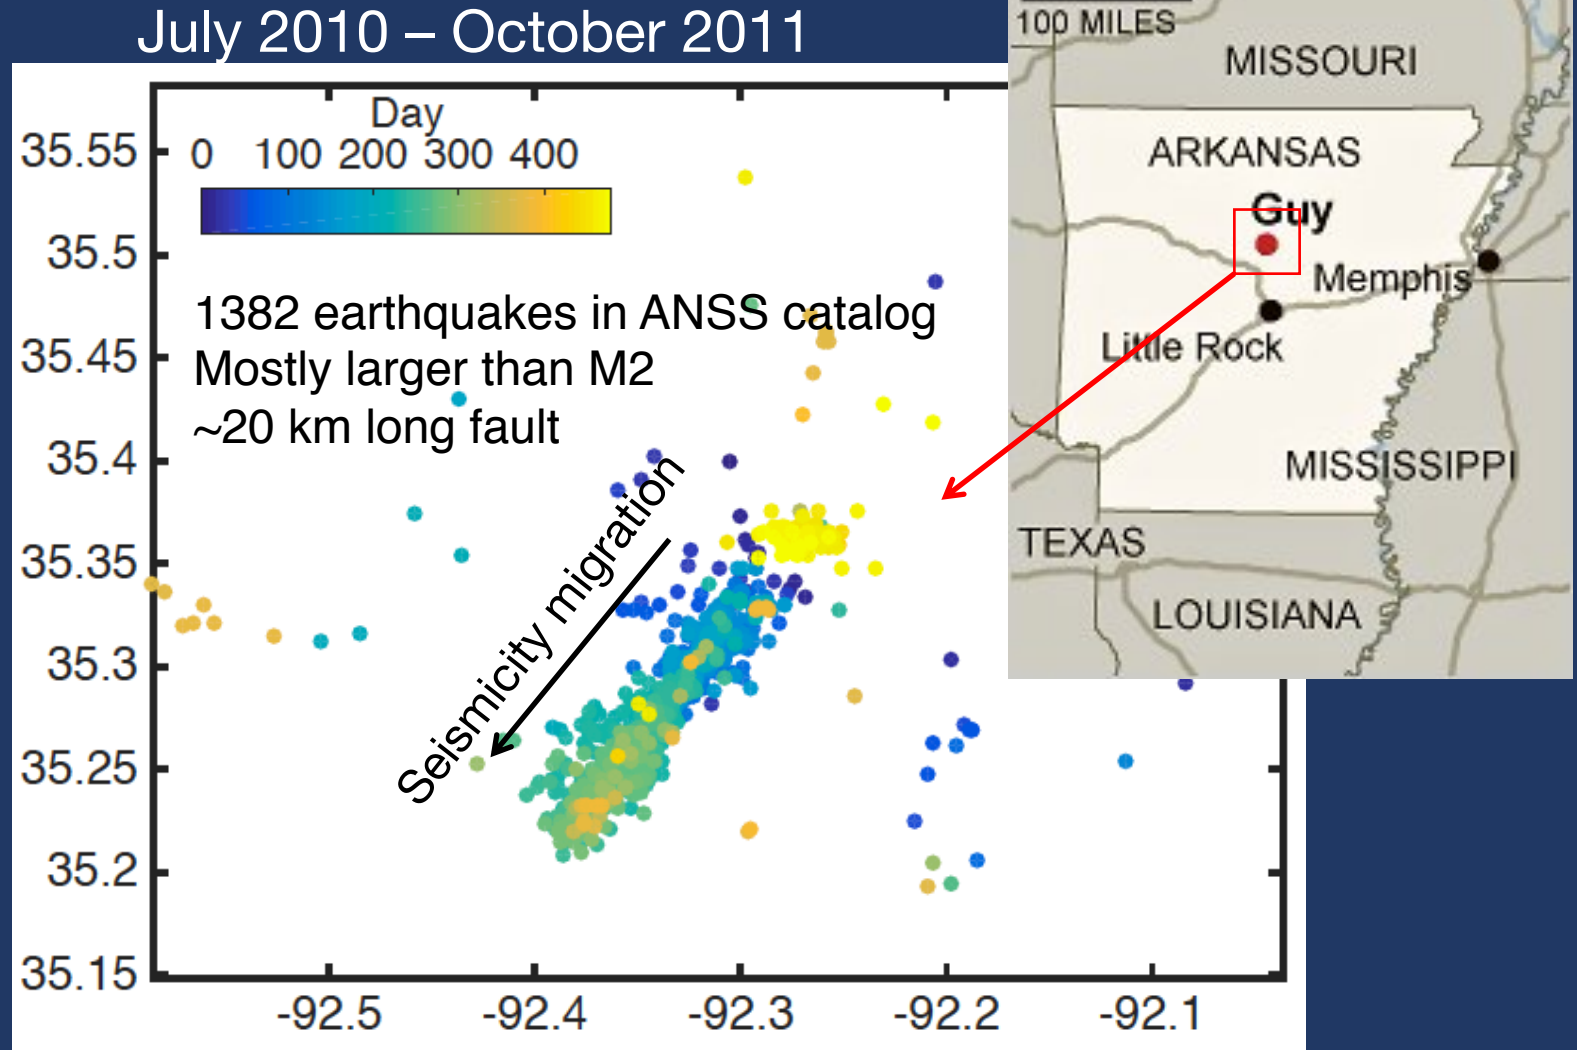 July 2010 – October 2011
Day
0 100 200 300 400
35.55
35.5
35.45
35.4
35.35
35.3
35.25
35.2
35.15
1382 earthquakes in ANSS catalog
Mostly larger than M2
~20 km long fault
Seismicity migration
-92.5 -92.4 -92.3 -92.2 -92.1
100 MILES
MISSOURI
ARKANSAS
Guy
Memphis
Little Rock
MISSISSIPPI
TEXAS
LOUISIANA